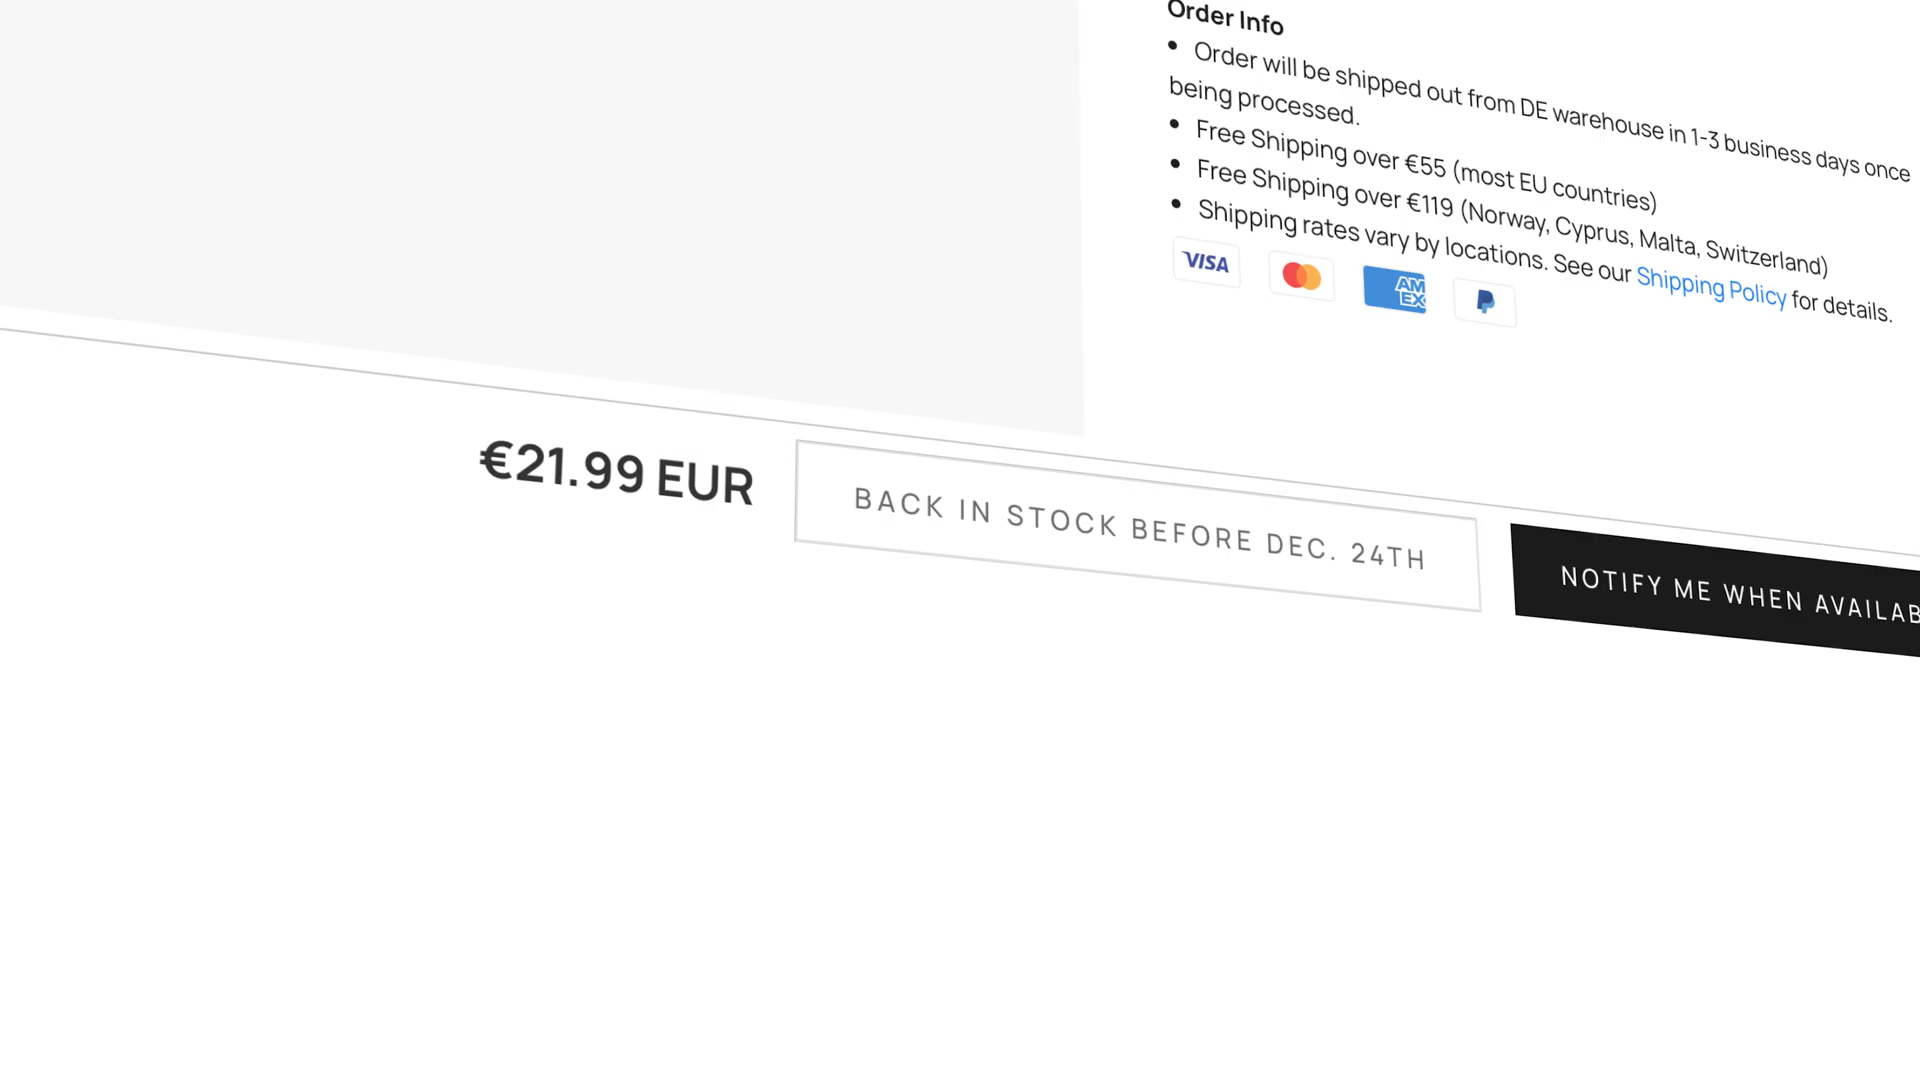 Order Info
• Order will be shipped out from DE warehouse in 1-3 business days once
being processed.
• Free Shipping over €55 (most EU countries)
• Free Shipping over €119 (Norway, Cyprus, Malta, Switzerland)
• Shipping rates vary by locations. See our Shipping Policy for details.
VISA AM EX
€21.99 EUR
BACK IN STOCK BEFORE DEC. 24TH
NOTIFY ME WHEN